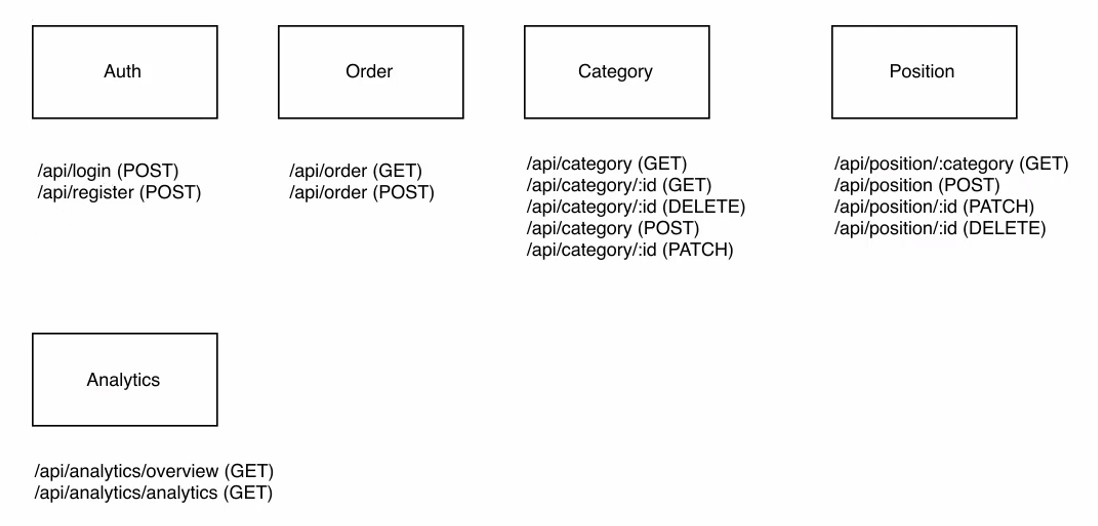 Auth
/api/login (POST)
/api/register (POST)
Order
/api/order (GET)
/api/order (POST)
Category
/api/category (GET)
/api/category/:id (GET)
/api/category/:id (DELETE)
/api/category (POST)
/api/category/:id (PATCH)
Position
/api/position/:category (GET)
/api/position (POST)
/api/position/:id (PATCH)
/api/position/:id (DELETE)
Analytics
/api/analytics/overview (GET)
/api/analytics/analytics (GET)